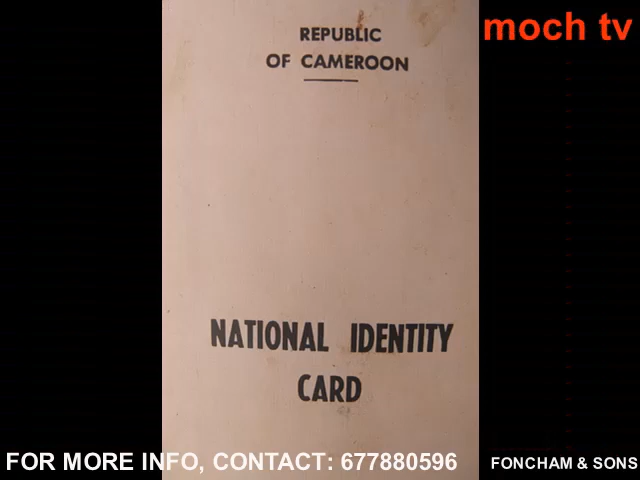 moch tv
REPUBLIC
OF CAMEROON
NATIONAL IDENTITY
CARD
FOR MORE INFO, CONTACT: 677880596
FONCHAM & SONS